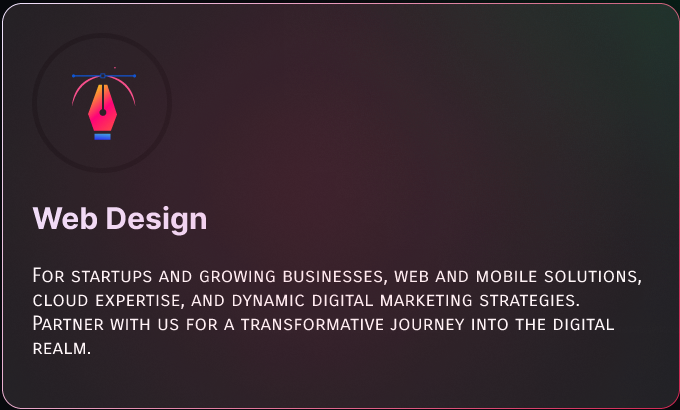 Web Design
For startups and growing businesses, web and mobile solutions,
cloud expertise, and dynamic digital marketing strategies.
Partner with us for a transformative journey into the digital
realm.